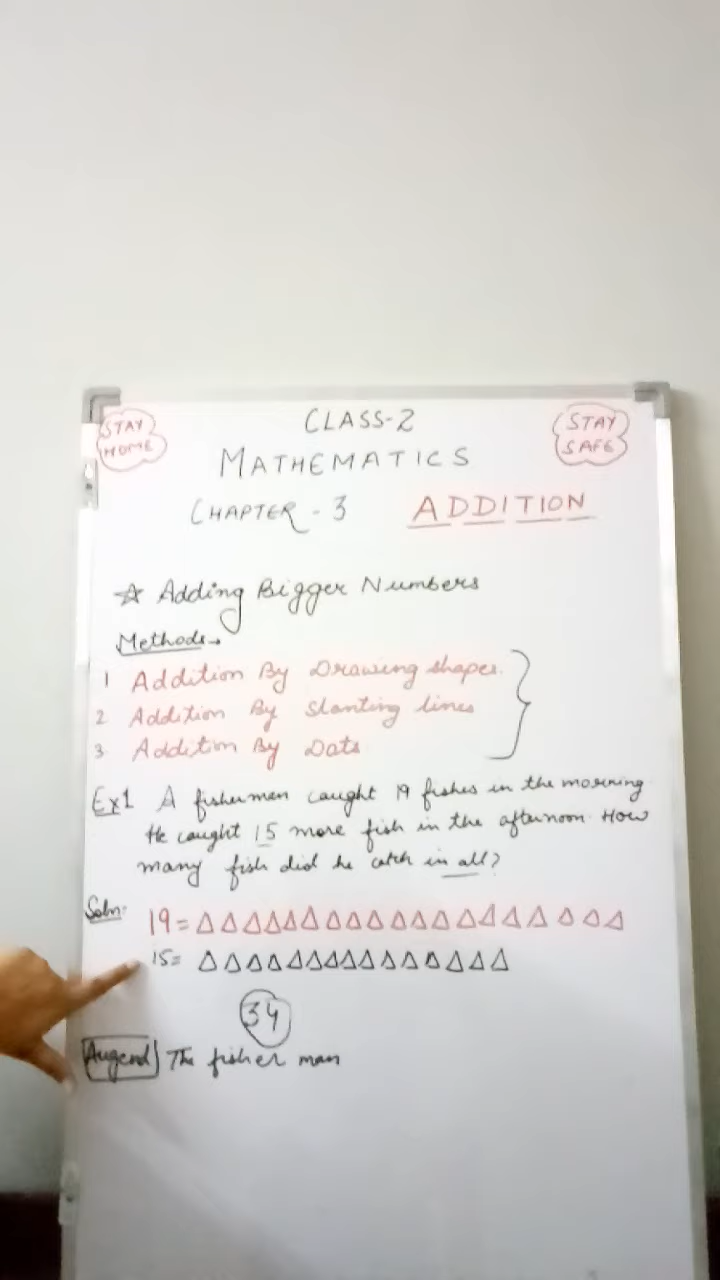 STAY HOME
CLASS-2
STAY SAFE
MATHEMATICS
CHAPTER - 3 ADDITION
☆ Adding Bigger Numbers
Methods→
1 Addition By Drawing shapes.
2 Addition By Slanting lines
3 Addition By Dots
Ex1 A fisherman caught 19 fishes in the morning.
He caught 15 more fish in the afternoon. How
many fish did he catch in all?
Soln:
19= △△△△△△△△△△△△△△△△△△△
15= △△△△△△△△△△△△△△△
34
Augend The fisher man